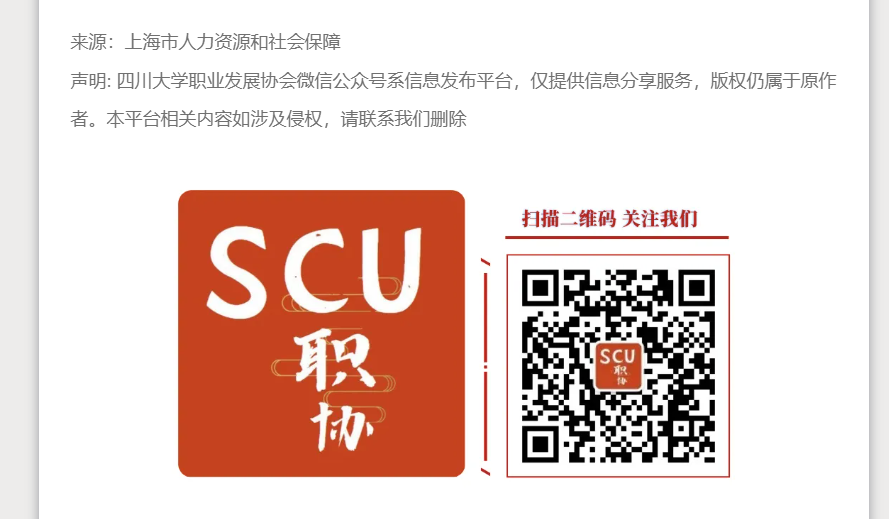 来源：上海市人力资源和社会保障
声明: 四川大学职业发展协会微信公众号系信息发布平台，仅提供信息分享服务，版权仍属于原作
者。本平台相关内容如涉及侵权，请联系我们删除
扫描二维码 关注我们
SCU
职
协
SCU
职
协